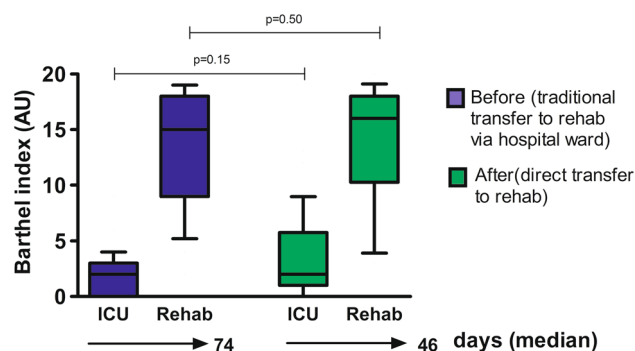 p=0.50
p=0.15
20
15
10
5
0
Barthel index (AU)
Before (traditional
transfer to rehab
via hospital ward)
After(direct transfer
to rehab)
ICU Rehab ICU Rehab
74 46 days (median)